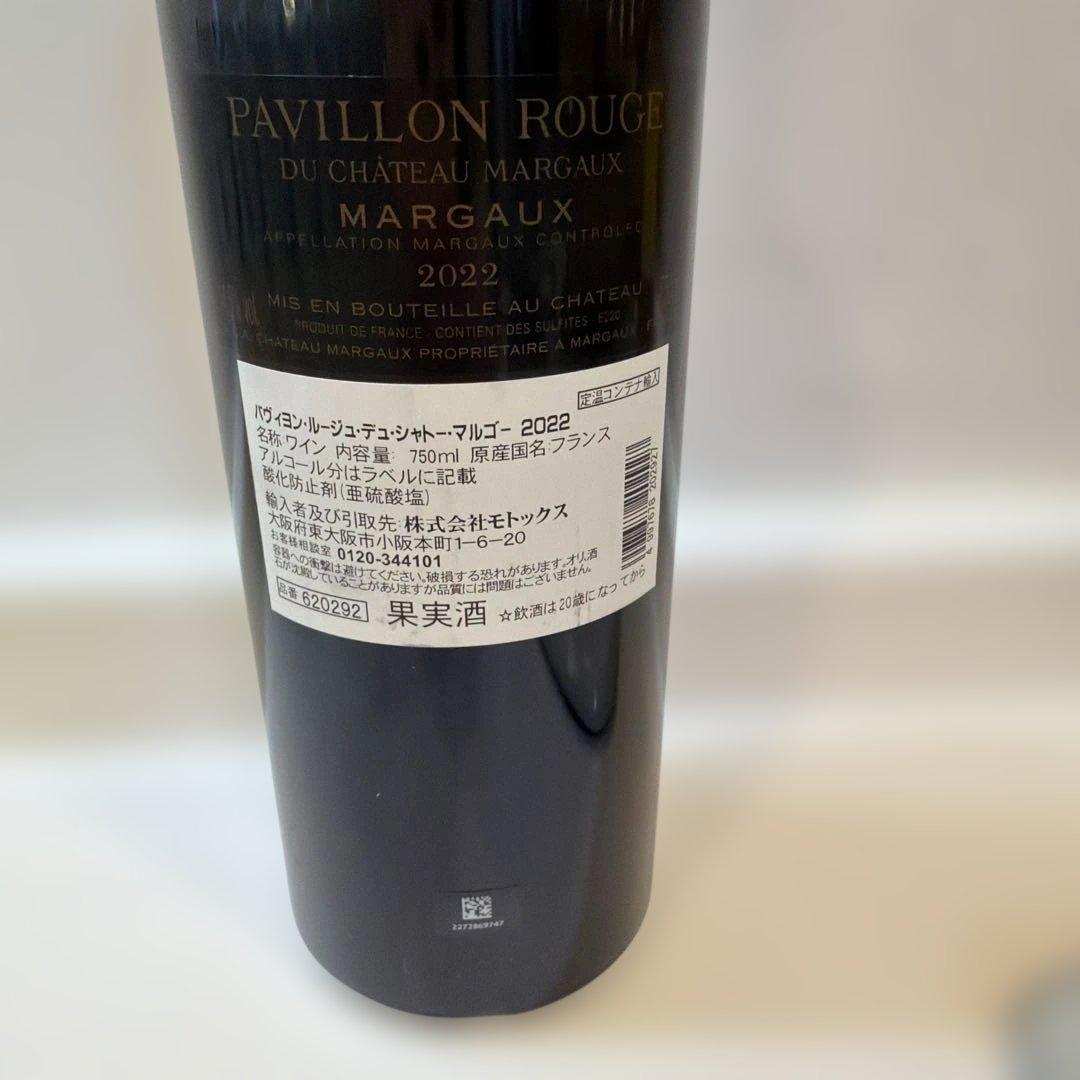 PAVILLON ROUGE
DU CHÂTEAU MARGAUX
MARGAUX
APPELLATION MARGAUX CONTRÔLÉE
2022
MIS EN BOUTEILLE AU CHATEAU
PRODUIT DE FRANCE - CONTIENT DES SULFITES - E220
CHÂTEAU MARGAUX PROPRIÉTAIRE À MARGAUX
定温コンテナ輸入
パヴィヨン・ルージュ・デュ・シャトー・マルゴー 2022
名称:ワイン 内容量: 750ml 原産国名:フランス
アルコール分はラベルに記載
酸化防止剤(亜硫酸塩)
輸入者及び引取先:株式会社モトックス
大阪府東大阪市小阪本町1-6-20
お客様相談室 0120-344101
容器への衝撃は避けてください。破損する恐れがあります。オリ、酒
石が沈殿していることがありますが品質には問題はございません。
品番 620292 果実酒 ☆飲酒は20歳になってから
4 997678 202921
2272869747